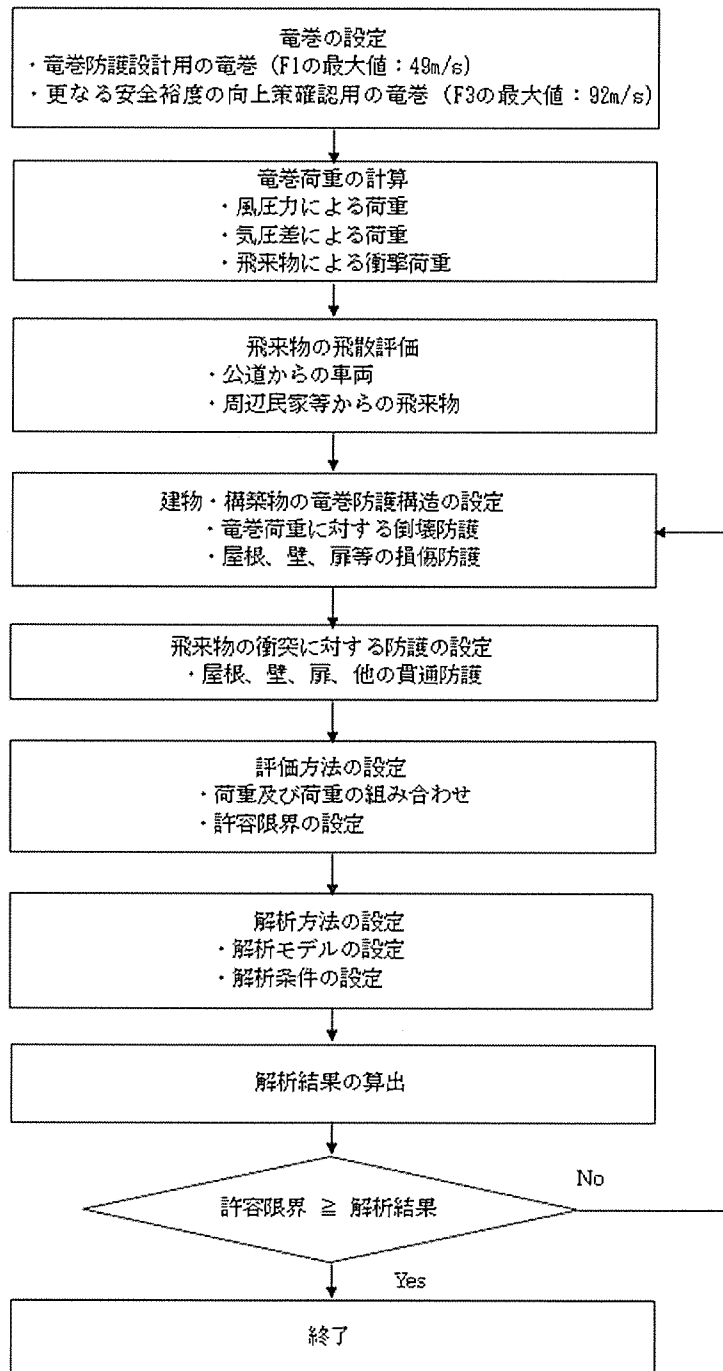 竜巻の設定
・竜巻防護設計用の竜巻（F1の最大値：49m/s）
・更なる安全裕度の向上策確認用の竜巻（F3の最大値：92m/s）
竜巻荷重の計算
・風圧力による荷重
・気圧差による荷重
・飛来物による衝撃荷重
飛来物の飛散評価
・公道からの車両
・周辺民家等からの飛来物
建物・構築物の竜巻防護構造の設定
・竜巻荷重に対する倒壊防護
・屋根、壁、扉等の損傷防護
飛来物の衝突に対する防護の設定
・屋根、壁、扉、他の貫通防護
評価方法の設定
・荷重及び荷重の組み合わせ
・許容限界の設定
解析方法の設定
・解析モデルの設定
・解析条件の設定
解析結果の算出
許容限界 ≧ 解析結果
No
Yes
終了